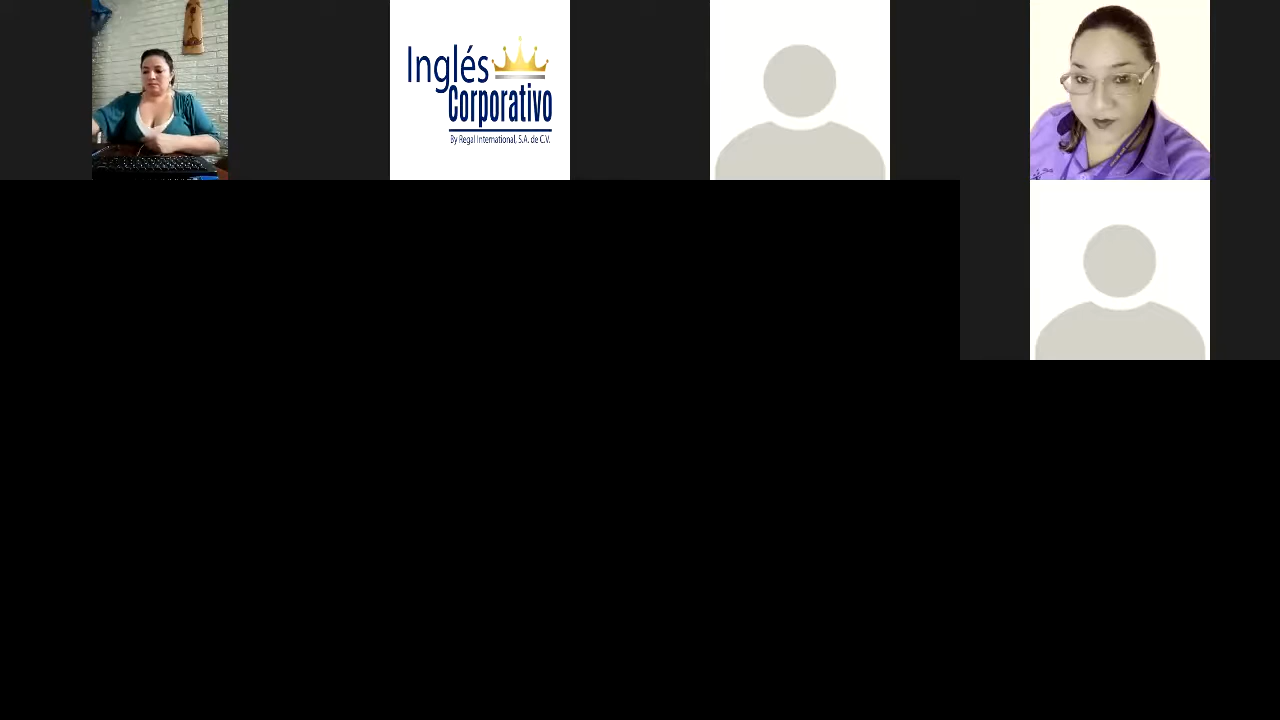 Inglés
Corporativo
By Regal International, S.A. de C.V.